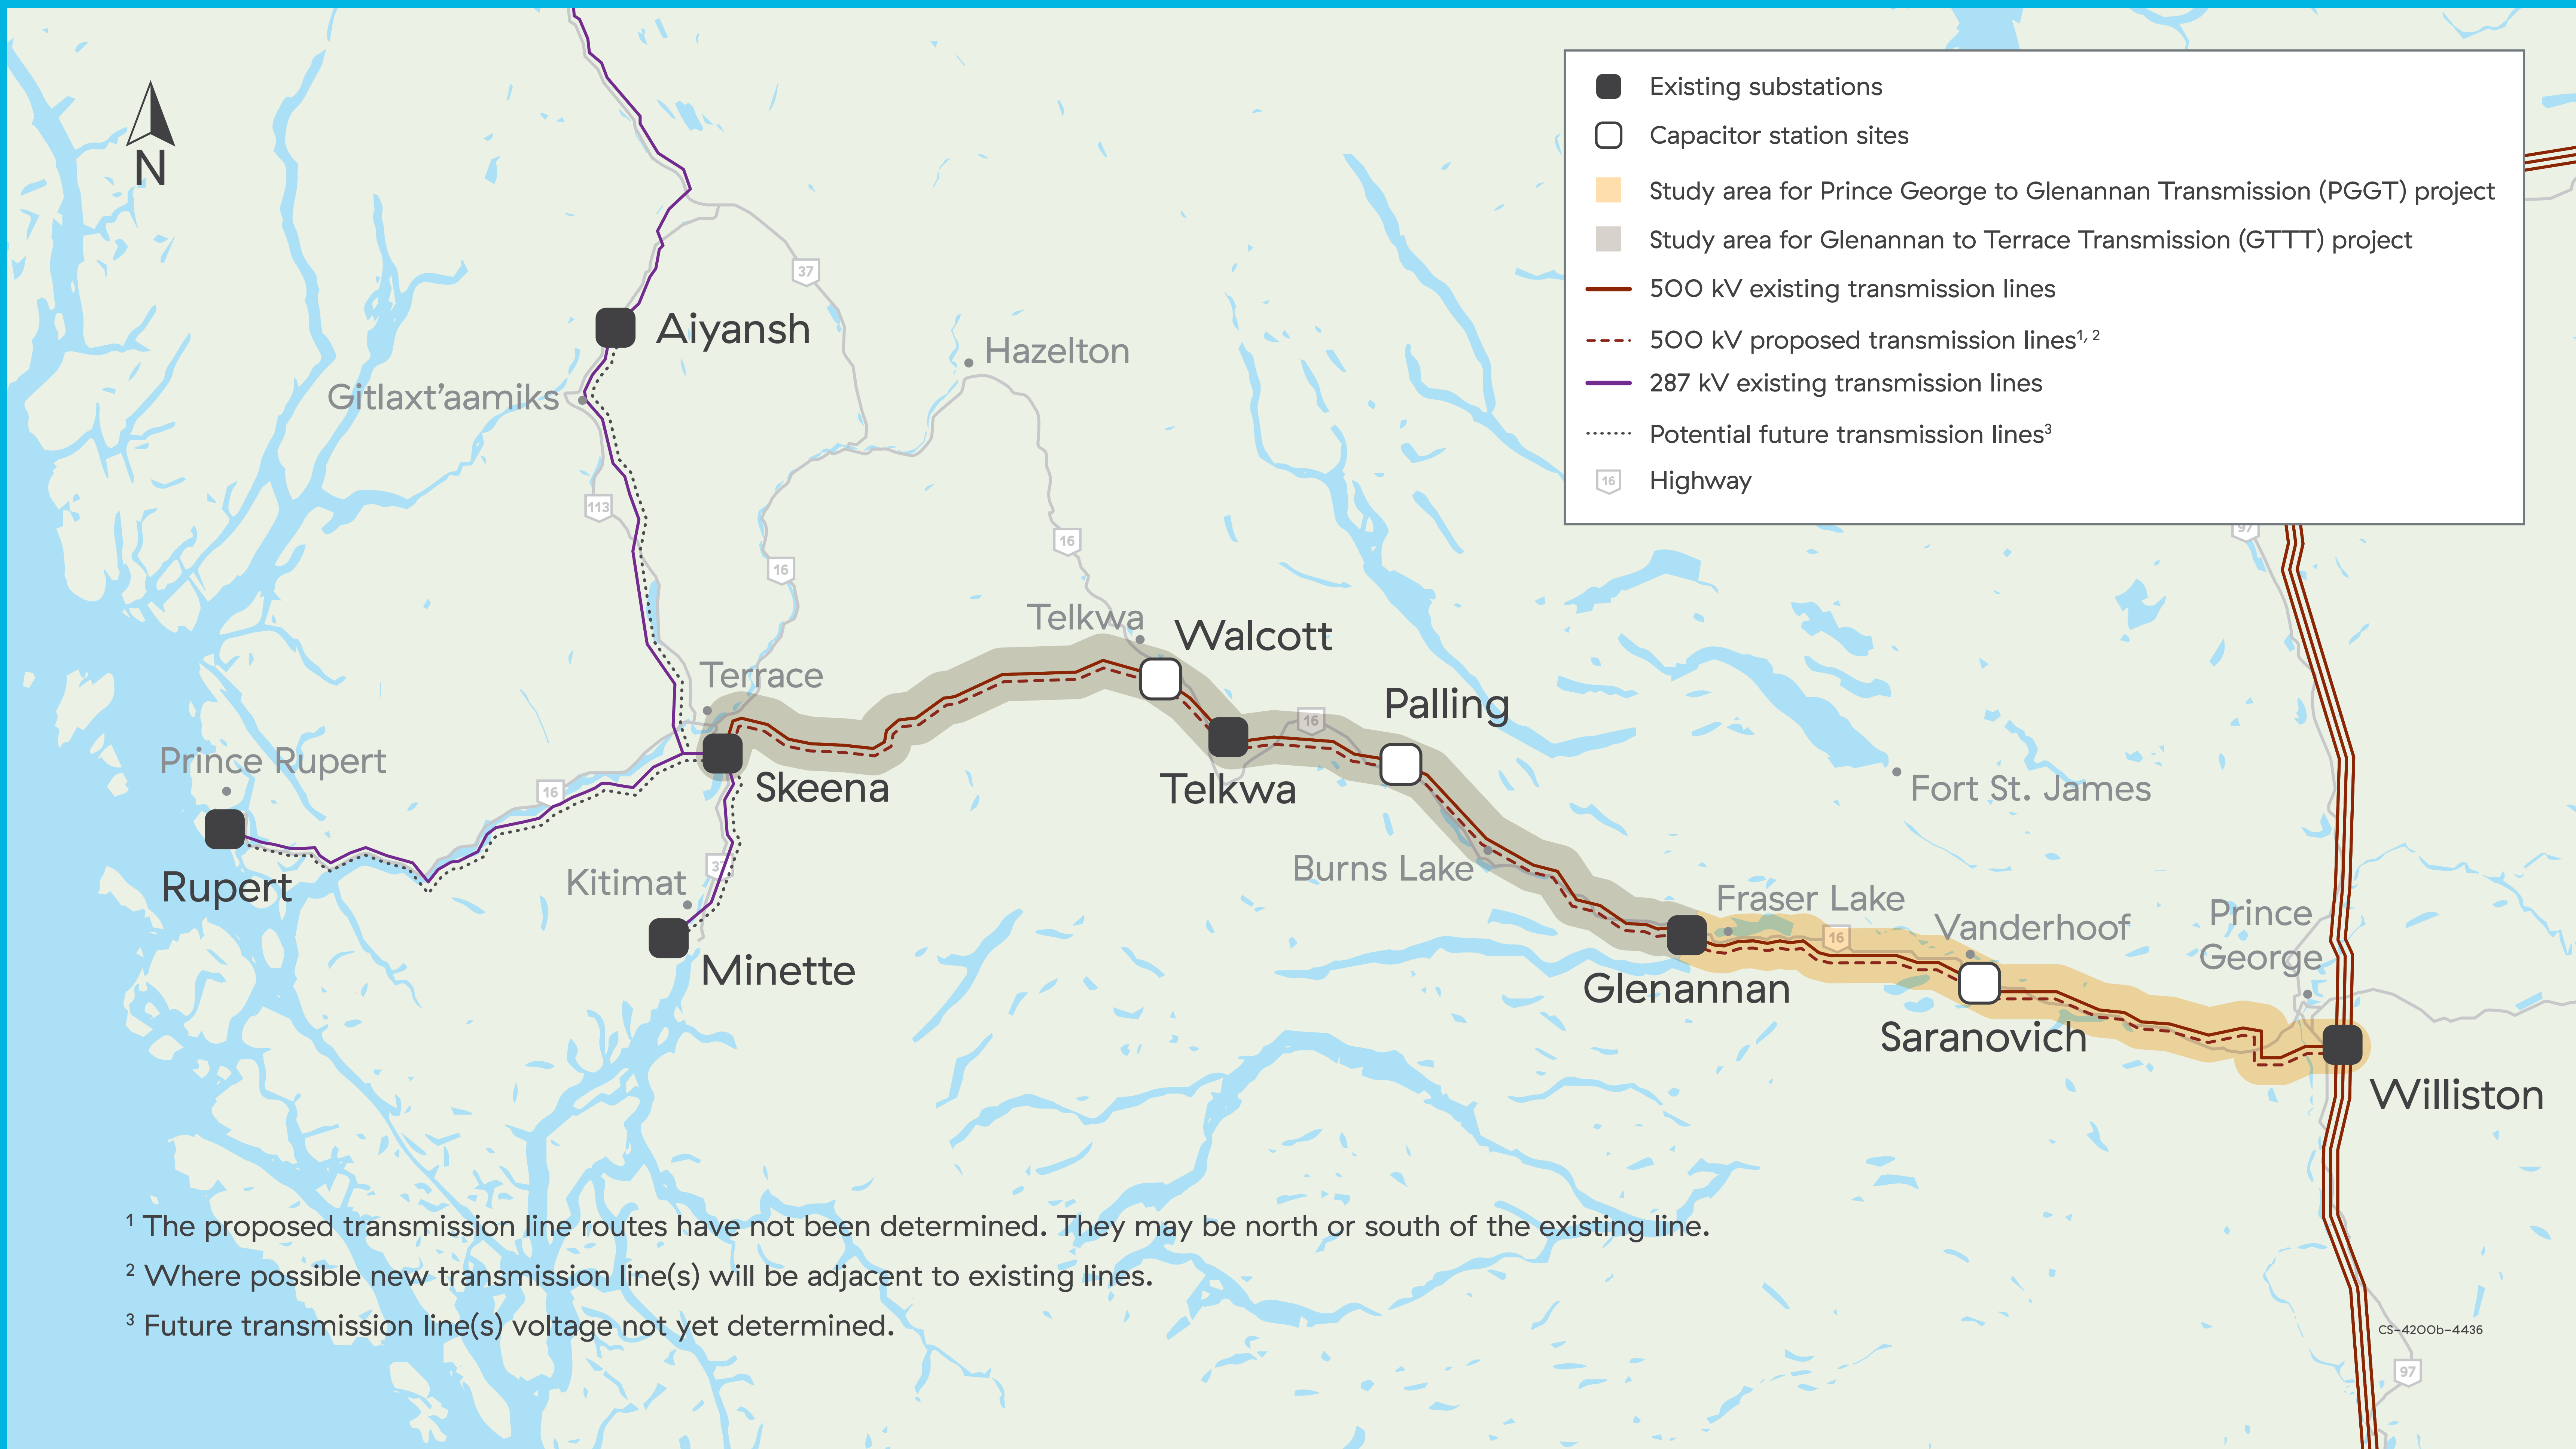 N
Existing substations
Capacitor station sites
Study area for Prince George to Glenannan Transmission (PGGT) project
Study area for Glenannan to Terrace Transmission (GTTT) project
500 kV existing transmission lines
500 kV proposed transmission lines¹, ²
287 kV existing transmission lines
Potential future transmission lines³
16
Highway
37
Aiyansh
Hazelton
Gitlaxt'aamiks
113
97
16
16
Telkwa
Walcott
Terrace
Palling
16
Prince Rupert
Skeena
Telkwa
16
Fort St. James
Rupert
37
Kitimat
Burns Lake
Fraser Lake
Vanderhoof
16
Prince
George
Minette
Glenannan
Saranovich
Williston
¹ The proposed transmission line routes have not been determined. They may be north or south of the existing line.
² Where possible new transmission line(s) will be adjacent to existing lines.
³ Future transmission line(s) voltage not yet determined.
CS-4200b-4436
97